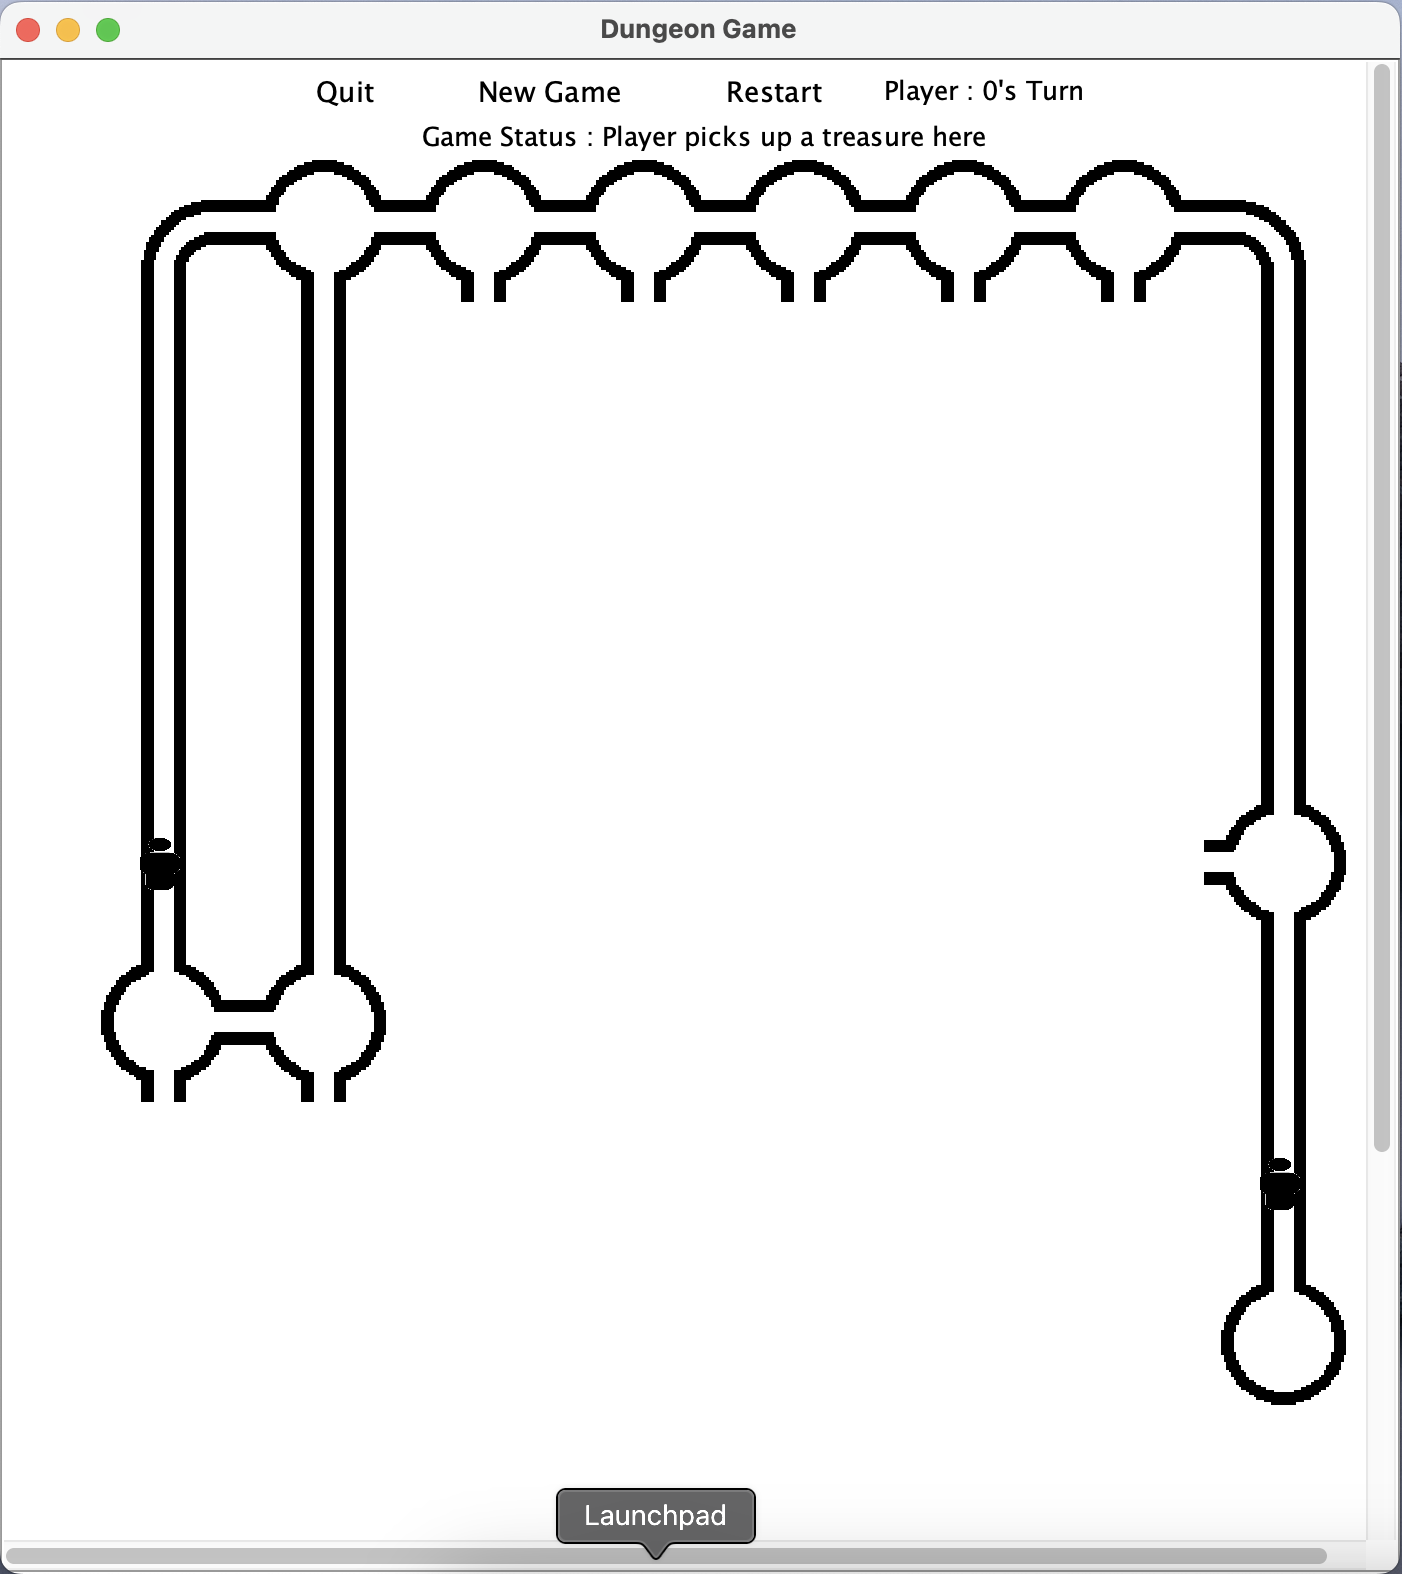 Dungeon Game
Quit New Game Restart Player : 0's Turn
Game Status : Player picks up a treasure here
Launchpad